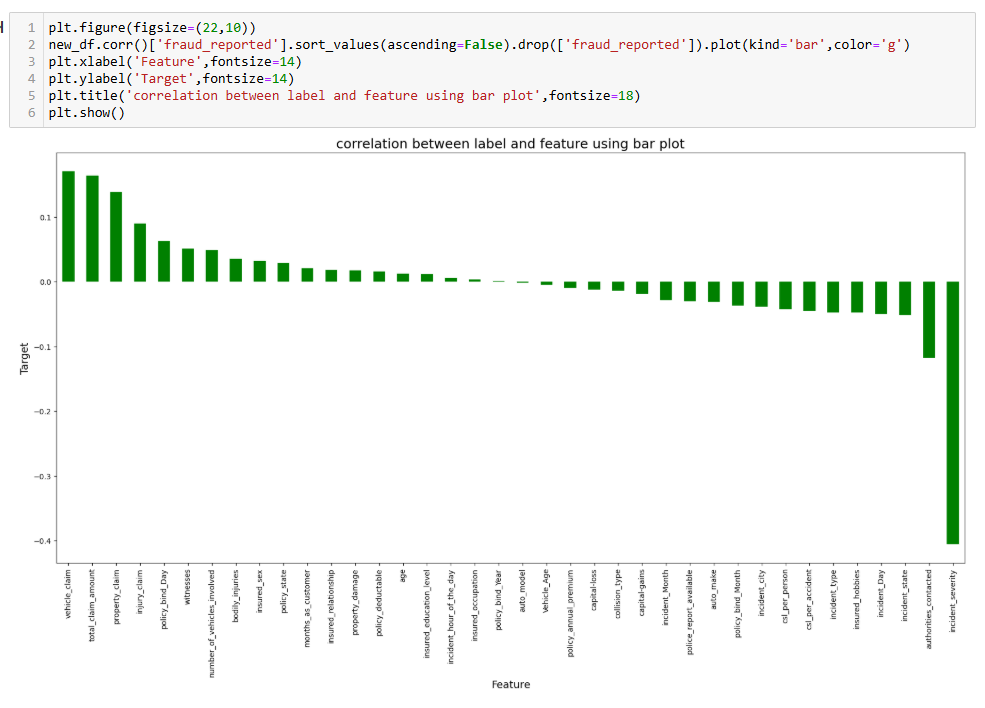 1 plt.figure(figsize=(22,10))
2 new_df.corr()['fraud_reported'].sort_values(ascending=False).drop(['fraud_reported']).plot(kind='bar',color='g')
3 plt.xlabel('Feature',fontsize=14)
4 plt.ylabel('Target',fontsize=14)
5 plt.title('correlation between label and feature using bar plot',fontsize=18)
6 plt.show()
correlation between label and feature using bar plot
0.1
0.0
−0.1
−0.2
−0.3
−0.4
Target
vehicle_claim
total_claim_amount
property_claim
injury_claim
policy_bind_Day
witnesses
number_of_vehicles_involved
bodily_injuries
insured_sex
policy_state
months_as_customer
insured_relationship
property_damage
policy_deductable
age
insured_education_level
incident_hour_of_the_day
insured_occupation
policy_bind_Year
auto_model
Vehicle_Age
policy_annual_premium
capital-loss
collision_type
capital-gains
incident_Month
police_report_available
auto_make
policy_bind_Month
incident_city
csl_per_person
csl_per_accident
incident_type
insured_hobbies
incident_Day
incident_state
authorities_contacted
incident_severity
Feature